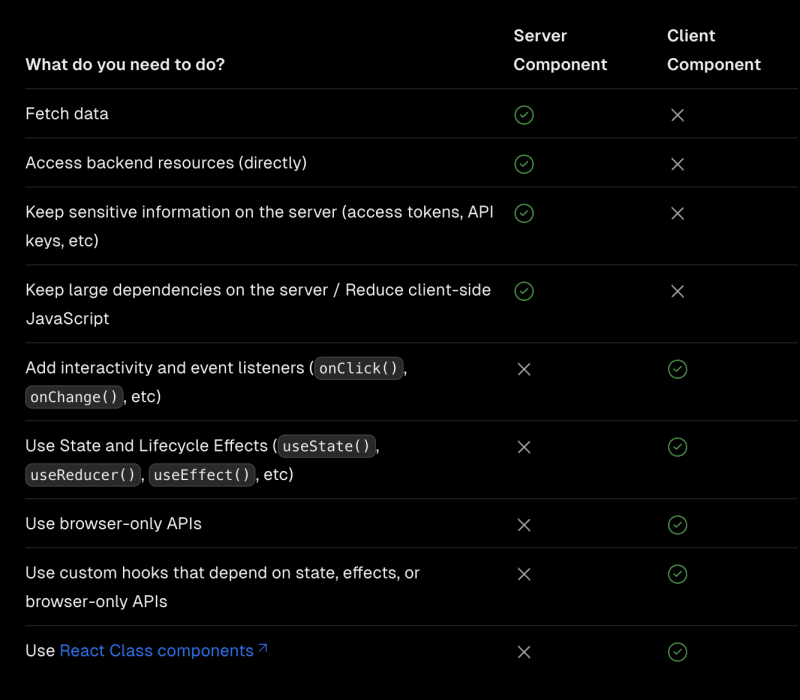 Server Client
What do you need to do? Component Component
Fetch data
Access backend resources (directly)
Keep sensitive information on the server (access tokens, API
keys, etc)
Keep large dependencies on the server / Reduce client-side
JavaScript
Add interactivity and event listeners (onClick(),
onChange(), etc)
Use State and Lifecycle Effects (useState(),
useReducer(), useEffect(), etc)
Use browser-only APIs
Use custom hooks that depend on state, effects, or
browser-only APIs
Use React Class components